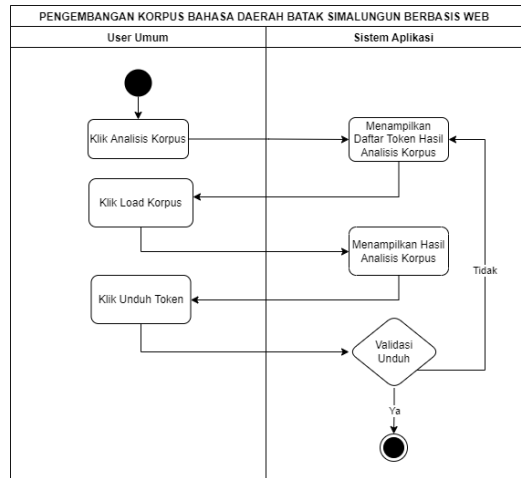 PENGEMBANGAN KORPUS BAHASA DAERAH BATAK SIMALUNGUN BERBASIS WEB
User Umum
Sistem Aplikasi
Klik Analisis Korpus
Menampilkan
Daftar Token Hasil
Analisis Korpus
Klik Load Korpus
Menampilkan Hasil
Analisis Korpus
Tidak
Klik Unduh Token
Validasi
Unduh
Ya